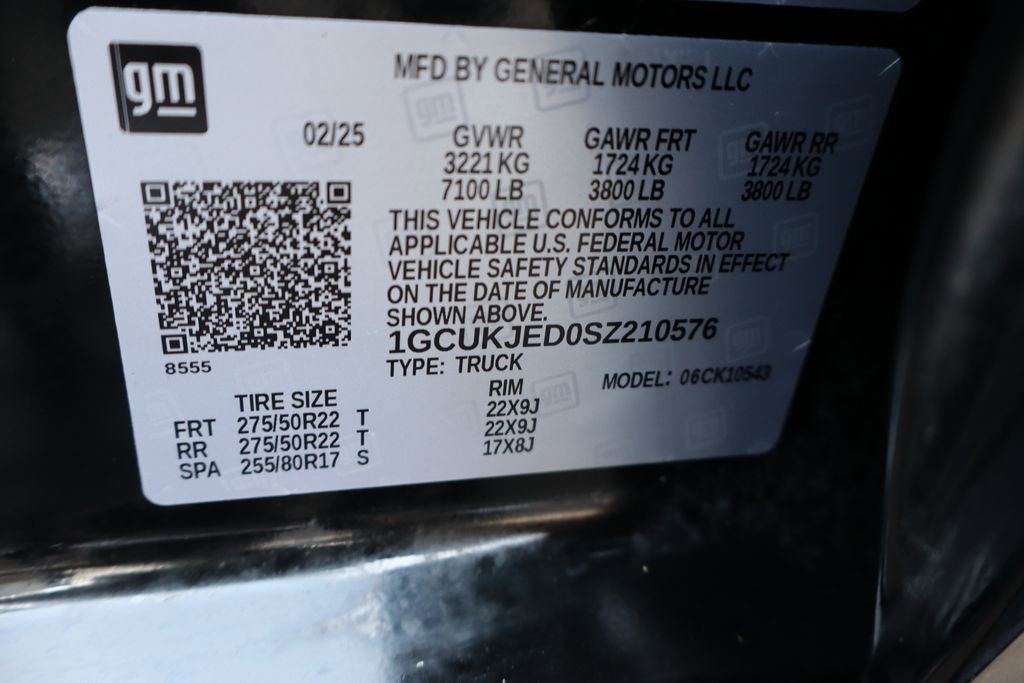 gm
MFD BY GENERAL MOTORS LLC
02/25
GVWR GAWR FRT GAWR RR
3221 KG 1724 KG 1724 KG
7100 LB 3800 LB 3800 LB
THIS VEHICLE CONFORMS TO ALL
APPLICABLE U.S. FEDERAL MOTOR
VEHICLE SAFETY STANDARDS IN EFFECT
ON THE DATE OF MANUFACTURE
SHOWN ABOVE.
1GCUKJED0SZ210576
TYPE: TRUCK
MODEL: 06CK10543
8555
TIRE SIZE RIM
FRT 275/50R22 T 22X9J
RR 275/50R22 T 22X9J
SPA 255/80R17 S 17X8J